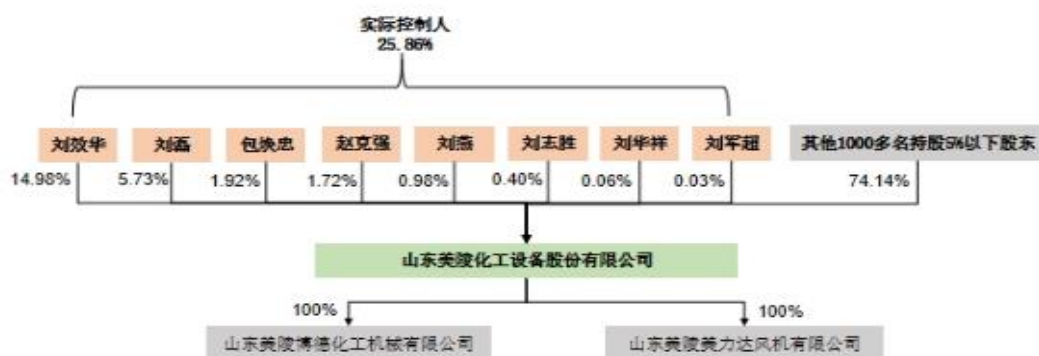 实际控制人
25.86%
刘效华
刘磊
包焕忠
赵克强
刘燕
刘志胜
刘华祥
刘军超
其他1000多名持股5%以下股东
14.98%
5.73%
1.92%
1.72%
0.98%
0.40%
0.06%
0.03%
74.14%
山东美陵化工设备股份有限公司
100%
100%
山东美陵博德化工机械有限公司
山东美陵美力达风机有限公司